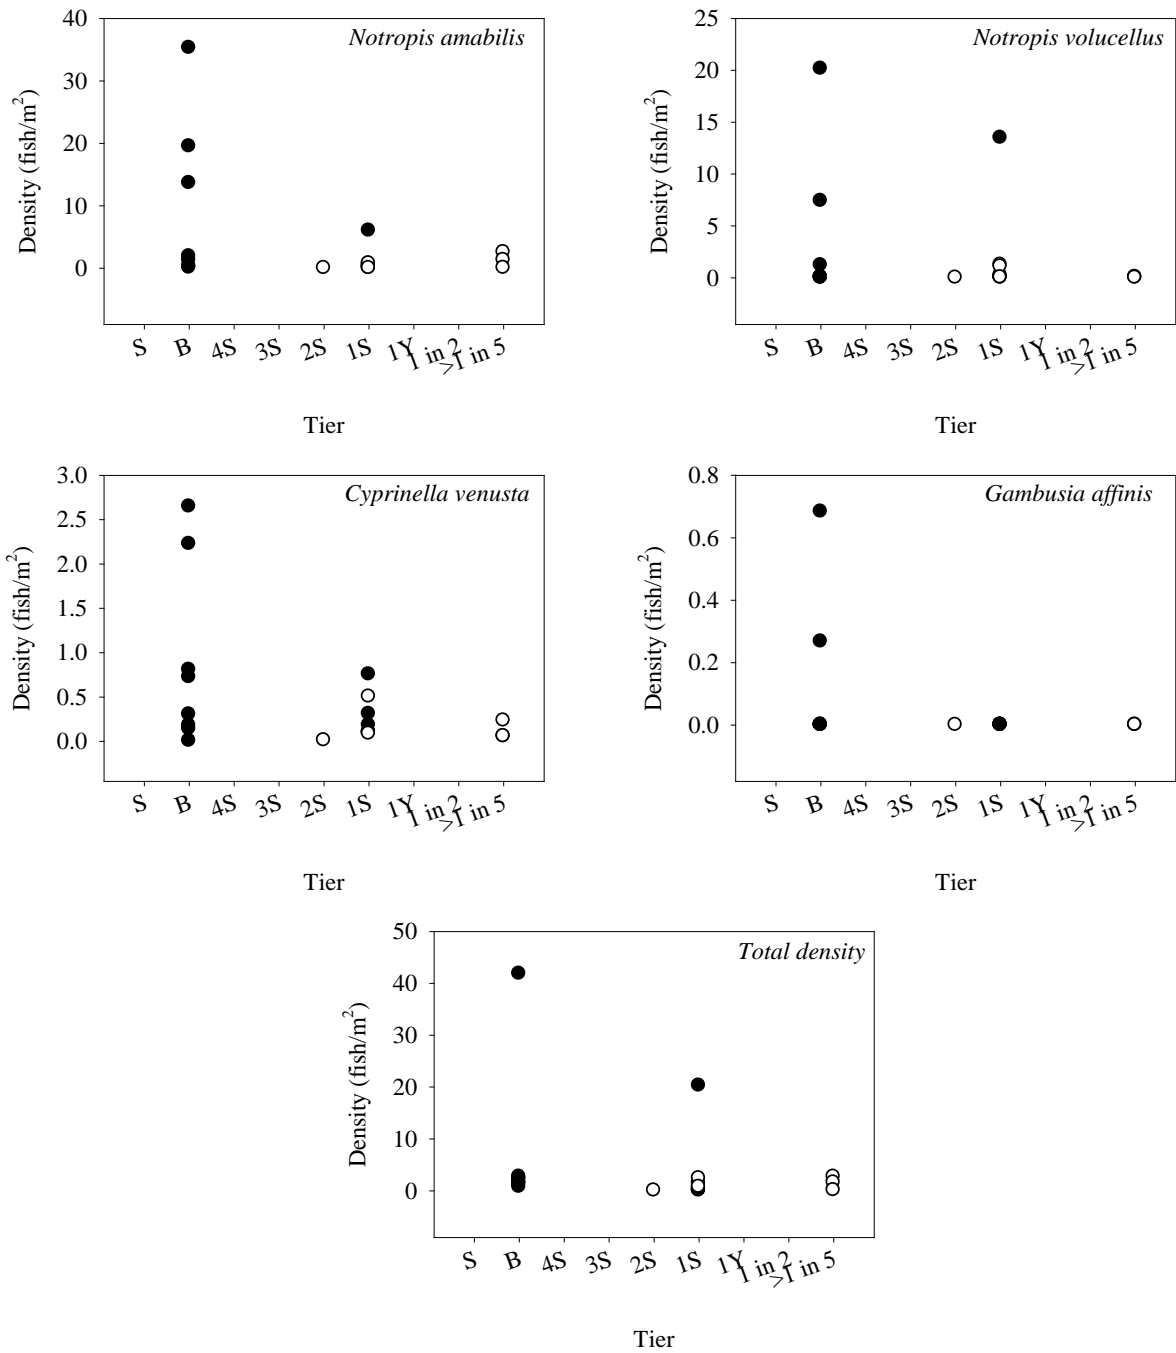 Notropis amabilis
Density (fish/m²)
40
30
20
10
0
S B 4S 3S 2S 1S 1Y 1 in 2 >1 in 5
Tier
Notropis volucellus
Density (fish/m²)
25
20
15
10
5
0
S B 4S 3S 2S 1S 1Y 1 in 2 >1 in 5
Tier
Cyprinella venusta
Density (fish/m²)
3.0
2.5
2.0
1.5
1.0
0.5
0.0
S B 4S 3S 2S 1S 1Y 1 in 2 >1 in 5
Tier
Gambusia affinis
Density (fish/m²)
0.8
0.6
0.4
0.2
0.0
S B 4S 3S 2S 1S 1Y 1 in 2 >1 in 5
Tier
Total density
Density (fish/m²)
50
40
30
20
10
0
S B 4S 3S 2S 1S 1Y 1 in 2 >1 in 5
Tier